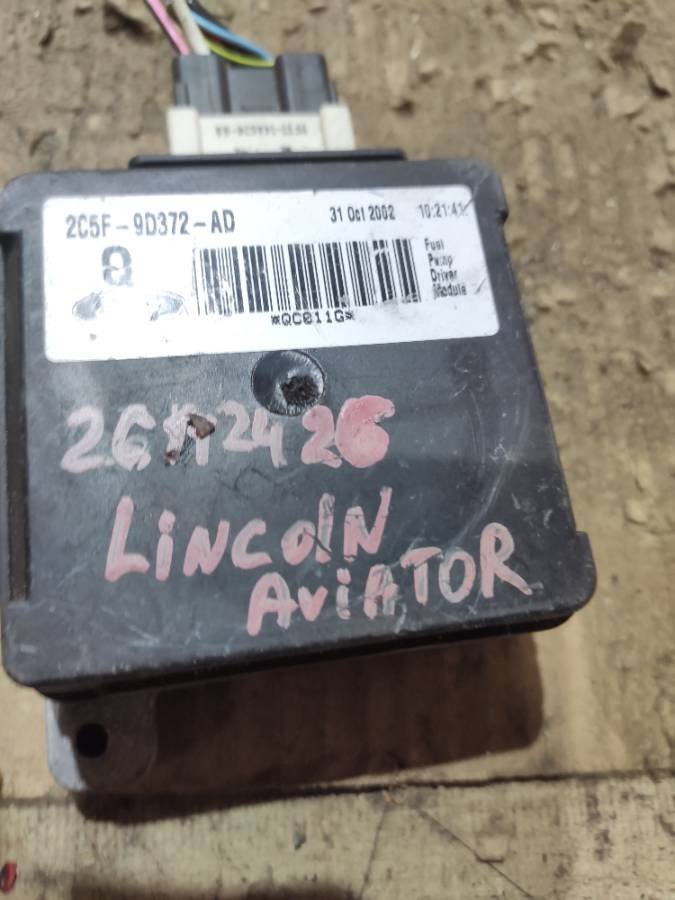 2C5F-9D372-AD 31 Oct 2002 10:21:41
Q
Fuel
Pump
Driver
Module
*QC011G*
LINCOLN
AViATOR